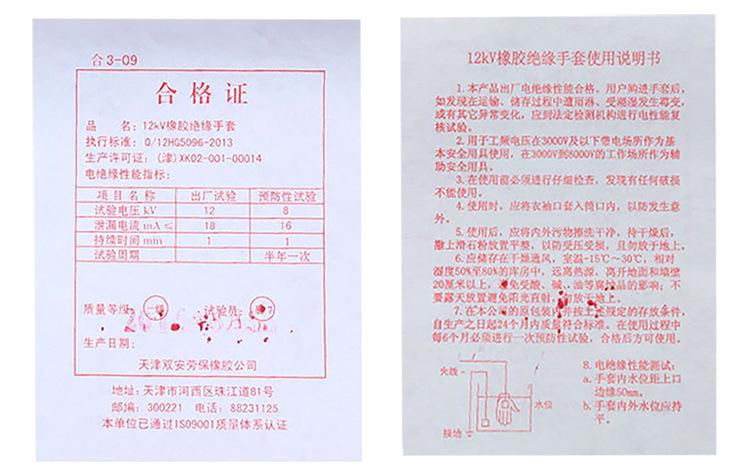 合3-09
合格证
品 名：12kV橡胶绝缘手套
执行标准：Q/12HG5096-2013
生产许可证：(津)XK02-001-00014
电绝缘性能指标：
项目名称 出厂试验 预防性试验
试验电压 kV 12 8
泄漏电流 mA ≤ 18 16
持续时间 min 1 1
试验周期 半年一次
质量等级 一级 试验员：
生产日期：
天津双安劳保橡胶公司
地址：天津市河西区珠江道81号
邮编：300221 电话：88231125
本单位已通过ISO9001质量体系认证
12kV橡胶绝缘手套使用说明书
1.本产品出厂电绝缘性能合格，用户购进手套后，
如发现在运输、储存过程中遭雨淋、受潮湿发生霉变，
或有其它异常变化，应到法定检测机构进行电性能复
核试验。
2.用于工频电压在3000V及以下带电场所作为基
本安全用具使用，在3000V到8000V的工作场所作为辅
助安全用具。
3.在使用前必须进行仔细检查，发现有任何破损
不能使用。
4.使用时，应将衣袖口套入筒口内，以防发生意
外。
5.使用后，应将内外污物擦洗干净，待干燥后，
撒上滑石粉放置平整，以防受压受损，且勿放于地上。
6.应储存在干燥通风，室温-15℃～30℃，相对
湿度50%至80%的库房中，远离热源，离开地面和墙壁
20厘米以上，避免受酸、碱、油等腐蚀品的影响；不
要露天放置避免阳光直射，勿放于地上。
7.在本公司的原包装内并按上述规定的存放条件，
自生产之日起24个月内质量符合标准。在使用过程中
每6个月必须进行一次预防性试验，合格后方可使用。
8.电绝缘性能测试：
a.手套内水位距上口
边缘50mm。
b.手套内外水位应持
平。
火线
水位
接地